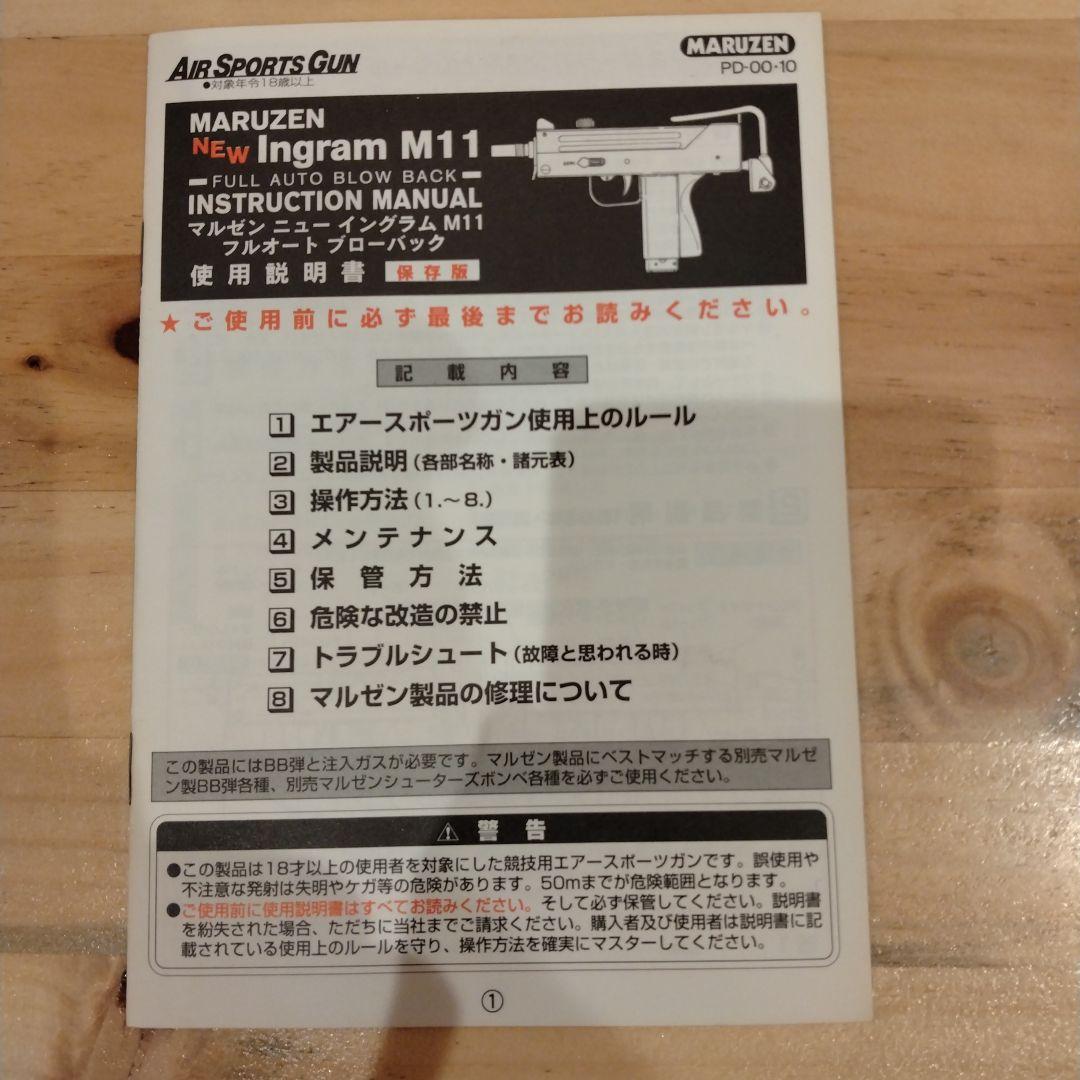 AIR SPORTS GUN
●対象年令18歳以上
MARUZEN
PD-00・10
MARUZEN
NEW Ingram M11
FULL AUTO BLOW BACK
INSTRUCTION MANUAL
マルゼン ニュー イングラム M11
フルオート ブローバック
使用説明書 保存版
★ご使用前に必ず最後までお読みください。
記載内容
1 エアースポーツガン使用上のルール
2 製品説明(各部名称・諸元表)
3 操作方法(1.～8.)
4 メンテナンス
5 保管方法
6 危険な改造の禁止
7 トラブルシュート(故障と思われる時)
8 マルゼン製品の修理について
この製品にはBB弾と注入ガスが必要です。マルゼン製品にベストマッチする別売マルゼ
ン製BB弾各種、別売マルゼンシューターズボンベ各種を必ずご使用ください。
⚠ 警告
●この製品は18才以上の使用者を対象にした競技用エアースポーツガンです。誤使用や
不注意な発射は失明やケガ等の危険があります。50mまでが危険範囲となります。
●ご使用前に使用説明書はすべてお読みください。そして必ず保管してください。説明書
を紛失された場合、ただちに当社までご請求ください。購入者及び使用者は説明書に記
載されている使用上のルールを守り、操作方法を確実にマスターしてください。
①